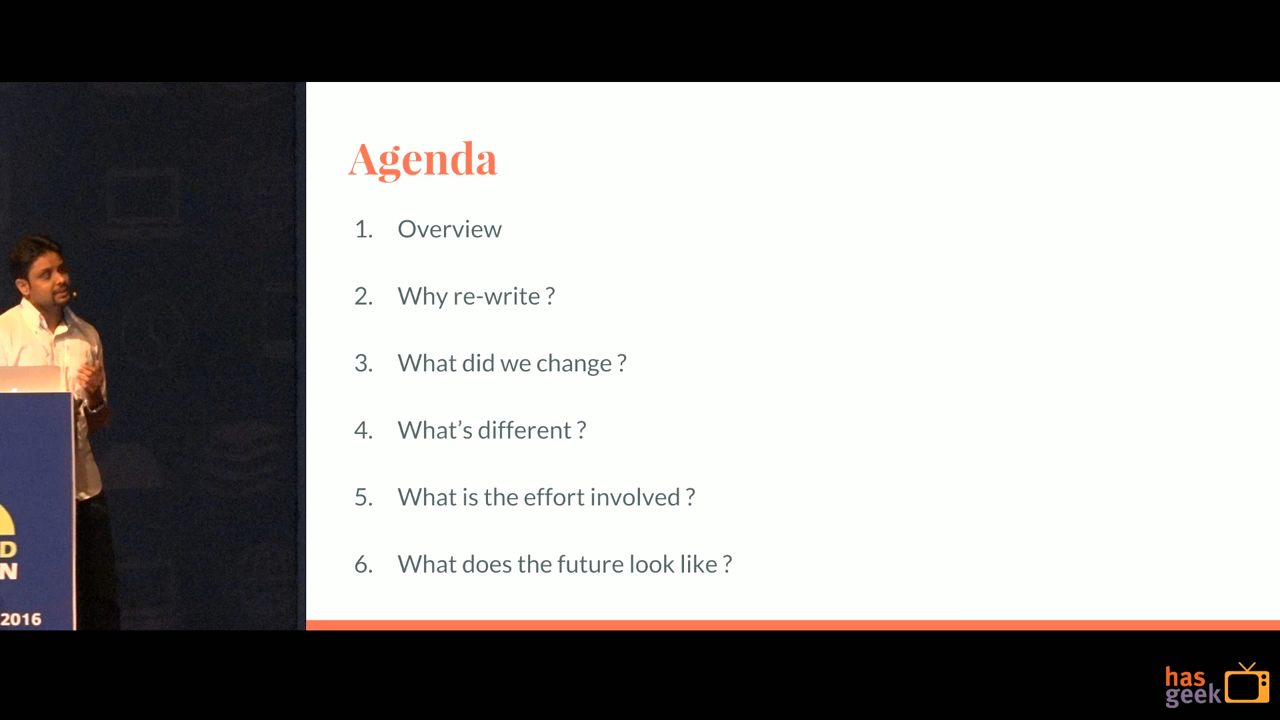 Agenda
1. Overview
2. Why re-write ?
3. What did we change ?
4. What’s different ?
5. What is the effort involved ?
6. What does the future look like ?
D
N
2016
has
geek